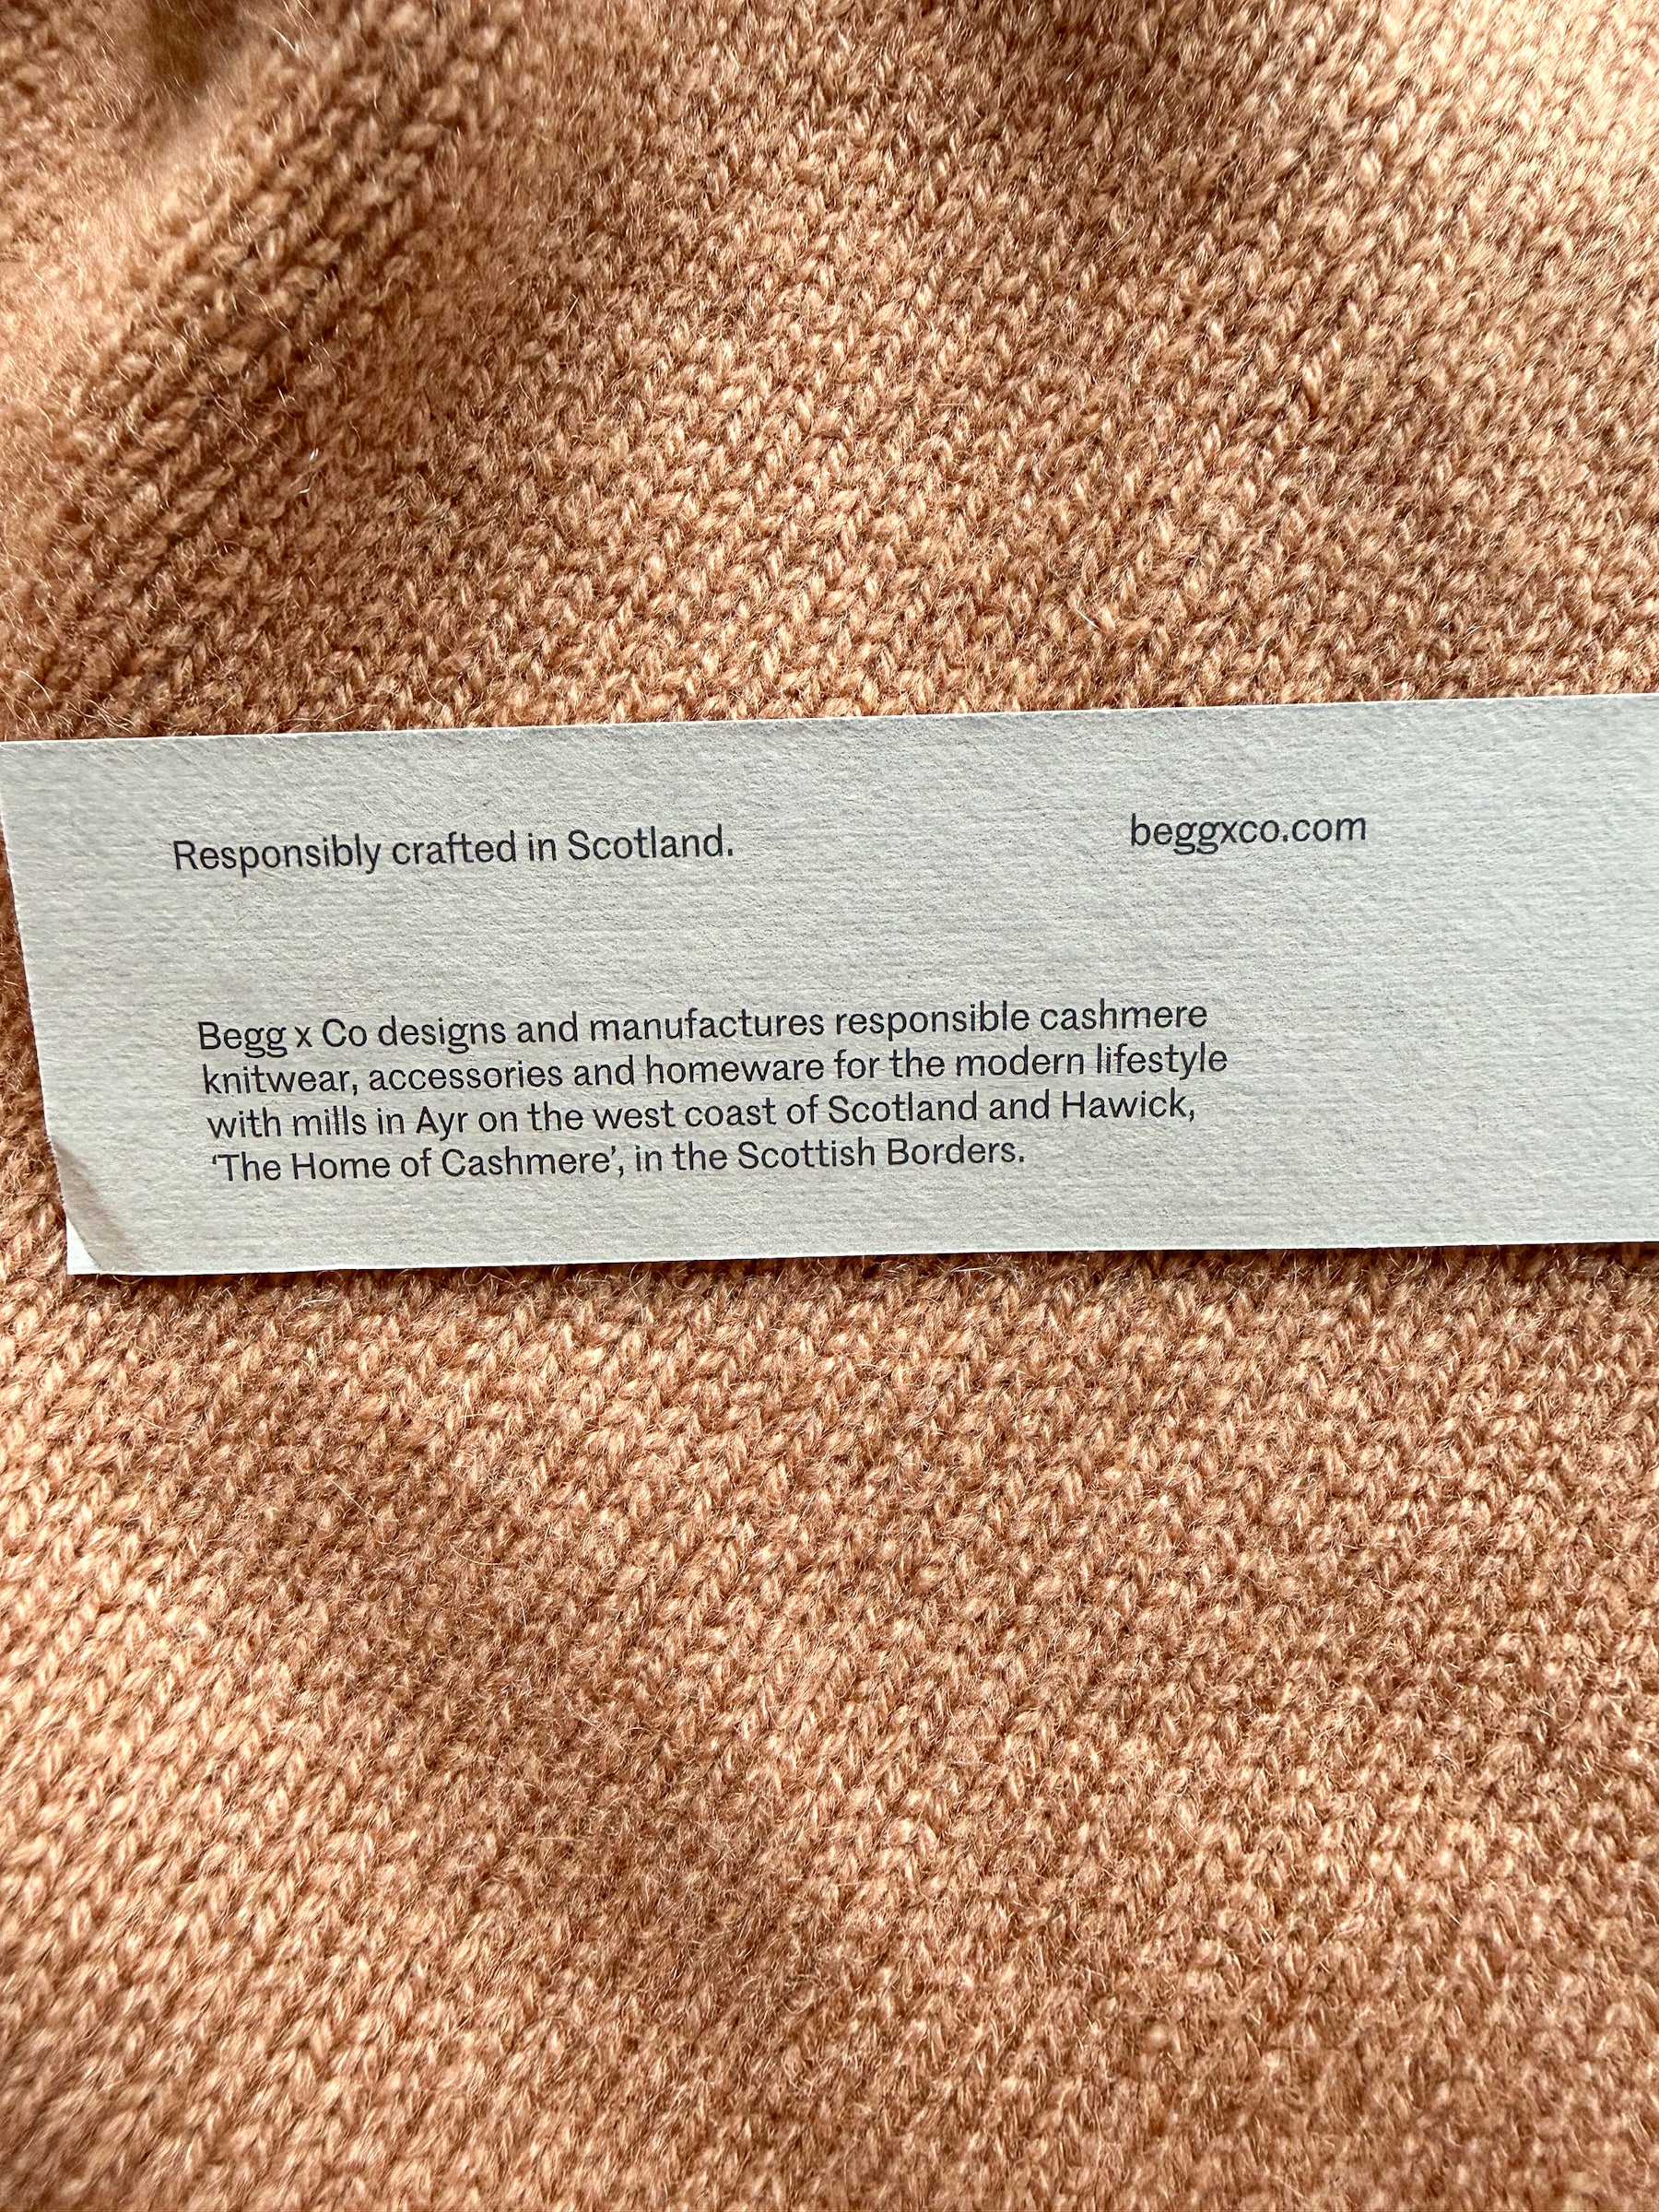 Responsibly crafted in Scotland.
beggxco.com
Begg x Co designs and manufactures responsible cashmere
knitwear, accessories and homeware for the modern lifestyle
with mills in Ayr on the west coast of Scotland and Hawick,
‘The Home of Cashmere’, in the Scottish Borders.